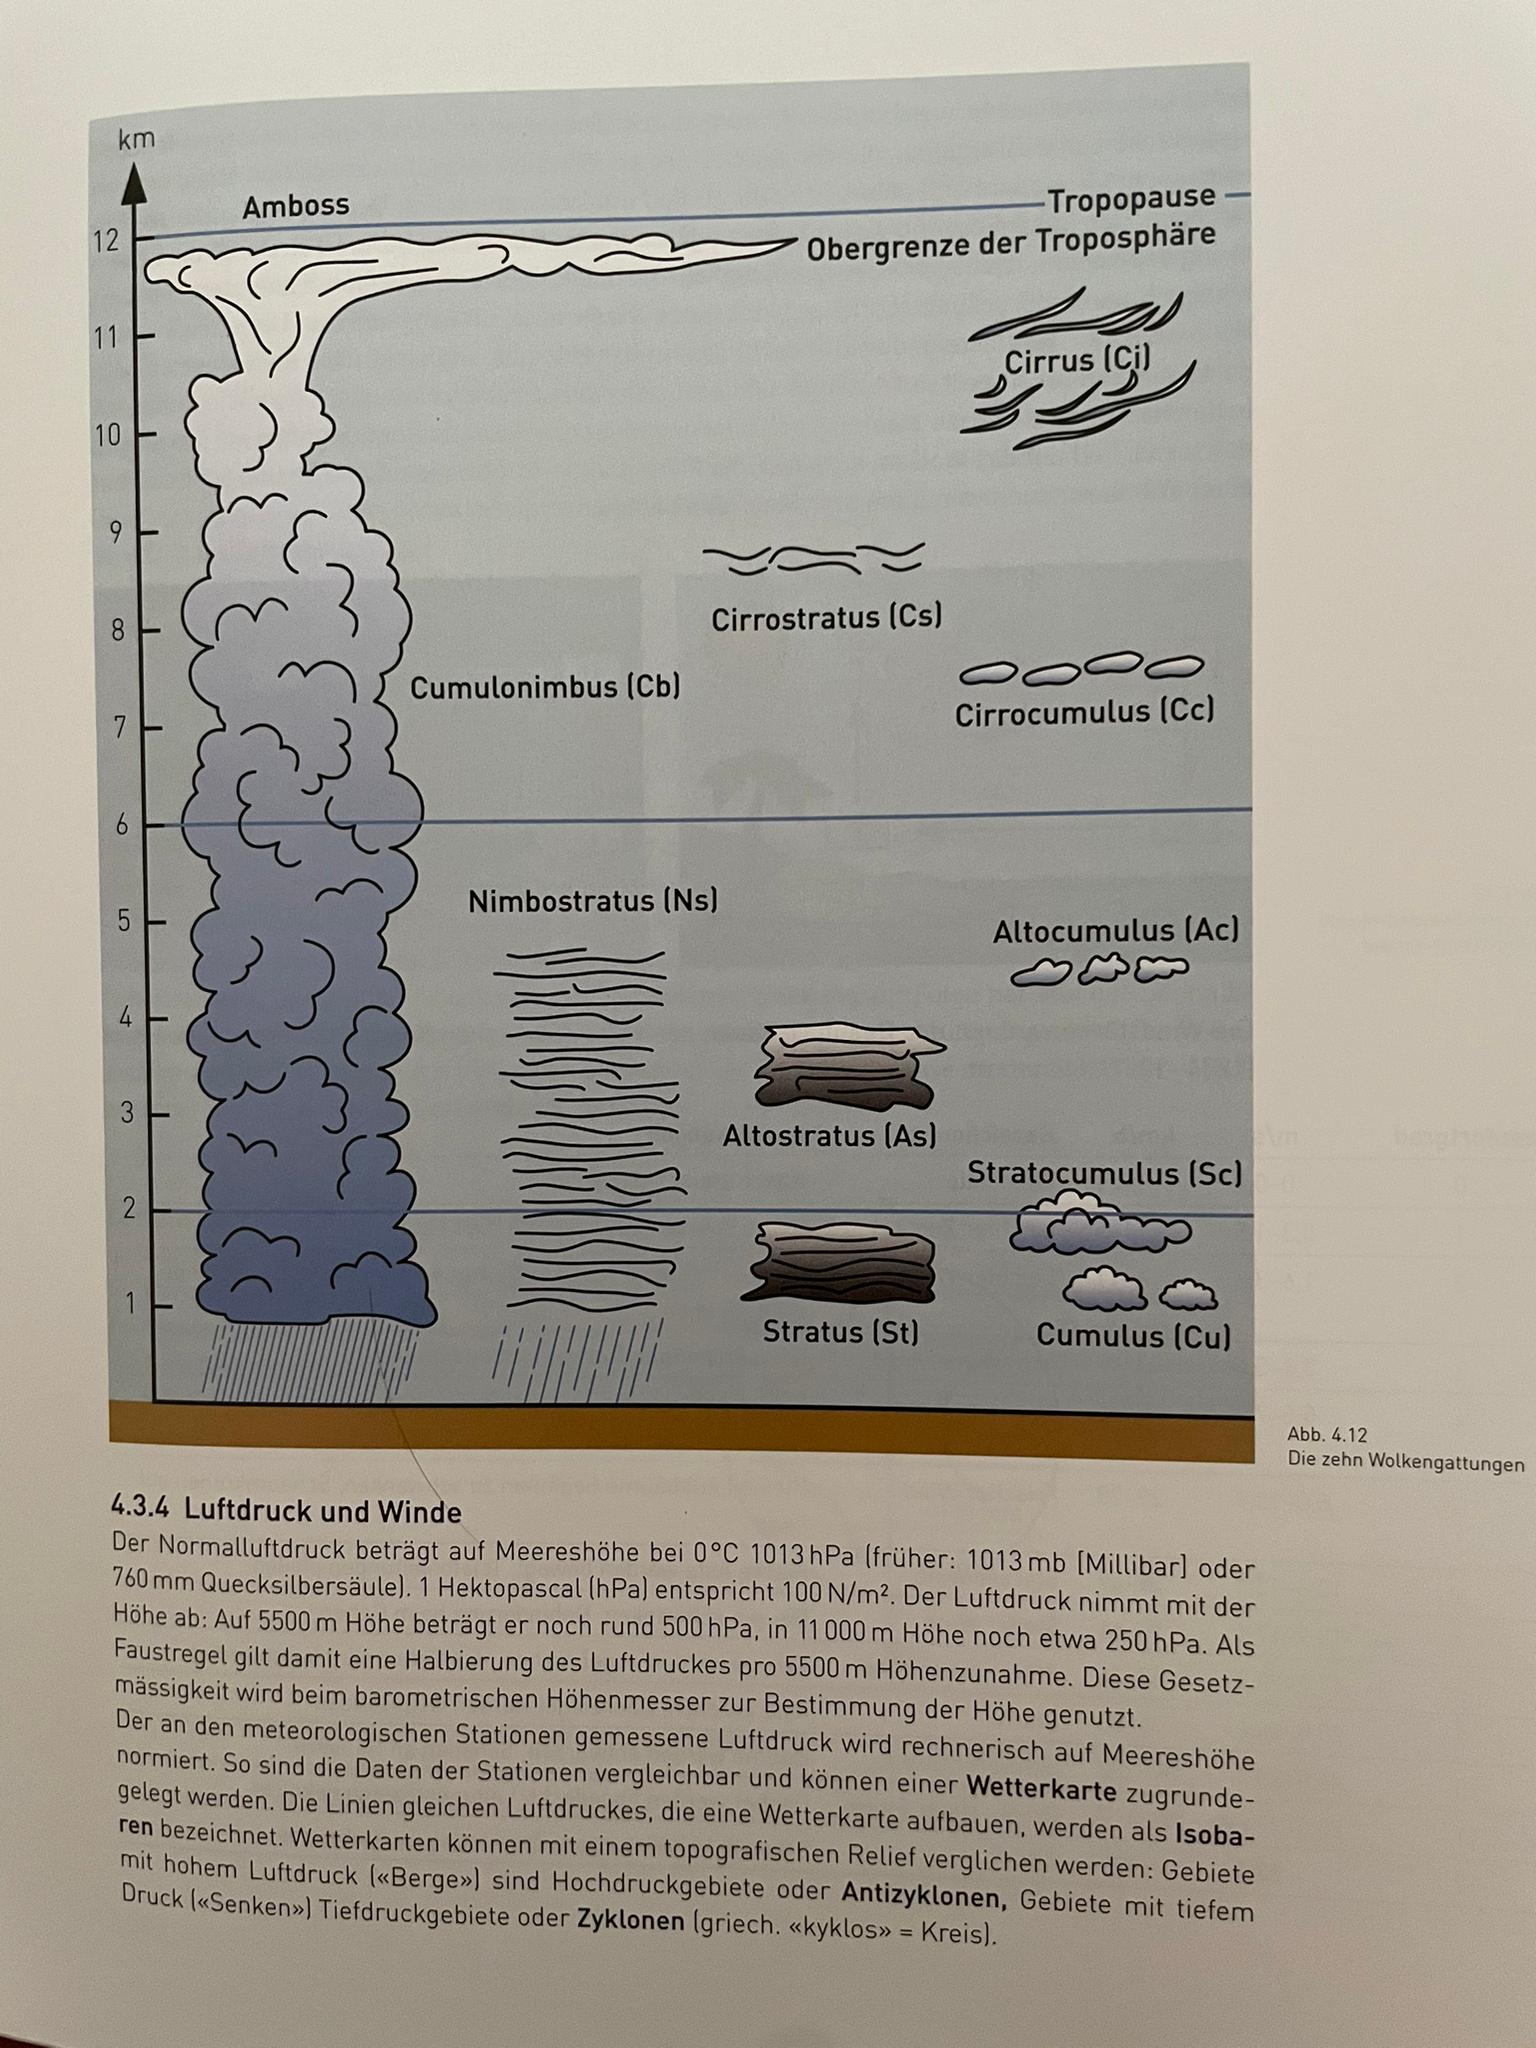 km
Amboss
Tropopause
12
Obergrenze der Troposphäre
11
Cirrus (Ci)
10
9
Cirrostratus (Cs)
8
Cumulonimbus (Cb)
Cirrocumulus (Cc)
7
6
Nimbostratus (Ns)
5
Altocumulus (Ac)
4
3
Altostratus (As)
Stratocumulus (Sc)
2
1
Stratus (St)
Cumulus (Cu)
Abb. 4.12
Die zehn Wolkengattungen
4.3.4 Luftdruck und Winde
Der Normalluftdruck beträgt auf Meereshöhe bei 0°C 1013 hPa (früher: 1013 mb [Millibar] oder
760 mm Quecksilbersäule). 1 Hektopascal (hPa) entspricht 100 N/m². Der Luftdruck nimmt mit der
Höhe ab: Auf 5500 m Höhe beträgt er noch rund 500 hPa, in 11 000 m Höhe noch etwa 250 hPa. Als
Faustregel gilt damit eine Halbierung des Luftdruckes pro 5500 m Höhenzunahme. Diese Gesetz-
mässigkeit wird beim barometrischen Höhenmesser zur Bestimmung der Höhe genutzt.
Der an den meteorologischen Stationen gemessene Luftdruck wird rechnerisch auf Meereshöhe
normiert. So sind die Daten der Stationen vergleichbar und können einer Wetterkarte zugrunde-
gelegt werden. Die Linien gleichen Luftdruckes, die eine Wetterkarte aufbauen, werden als Isoba-
ren bezeichnet. Wetterkarten können mit einem topografischen Relief verglichen werden: Gebiete
mit hohem Luftdruck («Berge») sind Hochdruckgebiete oder Antizyklonen, Gebiete mit tiefem
Druck («Senken») Tiefdruckgebiete oder Zyklonen (griech. «kyklos» = Kreis).